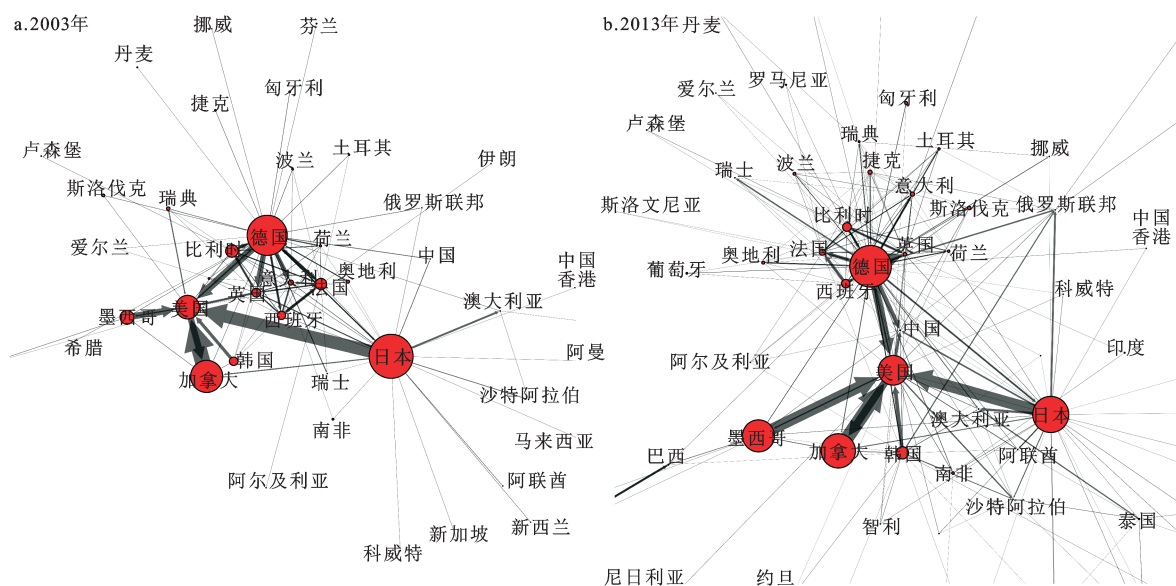 a.2003年
挪威
芬兰
丹麦
匈牙利
捷克
卢森堡
波兰
土耳其
伊朗
斯洛伐克
瑞典
俄罗斯联邦
德国
荷兰
爱尔兰
比利时
中国
中国
香港
意大利
奥地利
英国
法国
澳大利亚
墨西哥
美国
西班牙
希腊
韩国
日本
阿曼
加拿大
瑞士
沙特阿拉伯
南非
马来西亚
阿尔及利亚
阿联酋
新加坡
新西兰
科威特
b.2013年
丹麦
罗马尼亚
爱尔兰
匈牙利
卢森堡
瑞典
土耳其
波兰
捷克
挪威
瑞士
意大利
斯洛文尼亚
比利时
斯洛伐克
俄罗斯联邦
中国
香港
法国
英国
奥地利
荷兰
葡萄牙
德国
西班牙
科威特
中国
阿尔及利亚
印度
美国
澳大利亚
日本
墨西哥
加拿大
韩国
阿联酋
巴西
南非
沙特阿拉伯
智利
泰国
尼日利亚
约旦